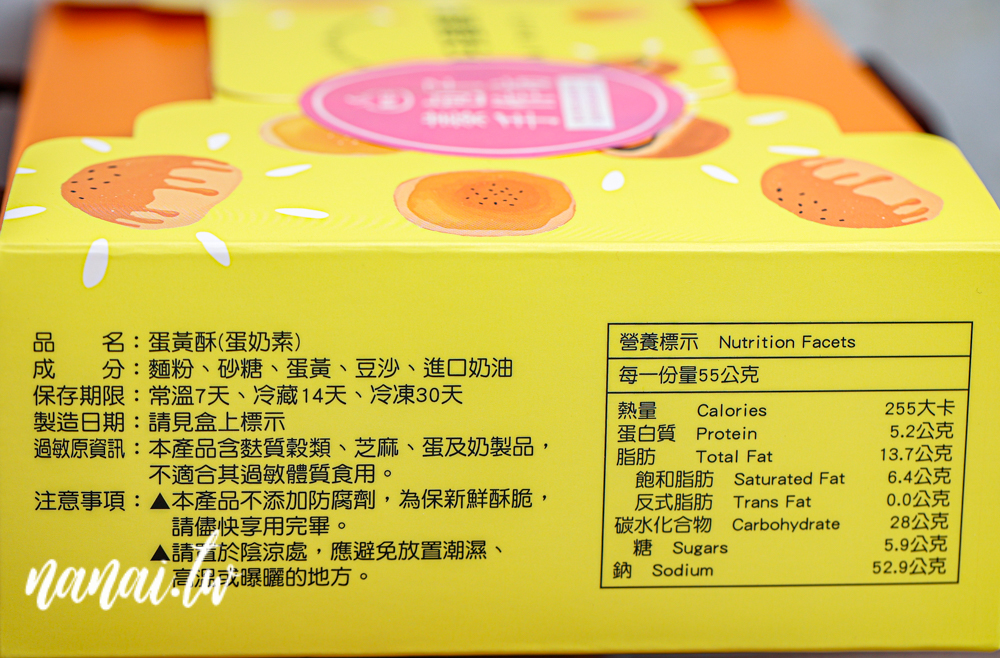 品 名：蛋黃酥(蛋奶素)
成 分：麵粉、砂糖、蛋黃、豆沙、進口奶油
保存期限：常溫7天、冷藏14天、冷凍30天
製造日期：請見盒上標示
過敏原資訊：本產品含麩質穀類、芝麻、蛋及奶製品，
不適合其過敏體質食用。
注意事項：▲本產品不添加防腐劑，為保新鮮酥脆，
請儘快享用完畢。
▲請置於陰涼處，應避免放置潮濕、
高溫或曝曬的地方。
營養標示 Nutrition Facets
每一份量55公克
熱量 Calories 255大卡
蛋白質 Protein 5.2公克
脂肪 Total Fat 13.7公克
飽和脂肪 Saturated Fat 6.4公克
反式脂肪 Trans Fat 0.0公克
碳水化合物 Carbohydrate 28公克
糖 Sugars 5.9公克
鈉 Sodium 52.9公克
nanai.tv